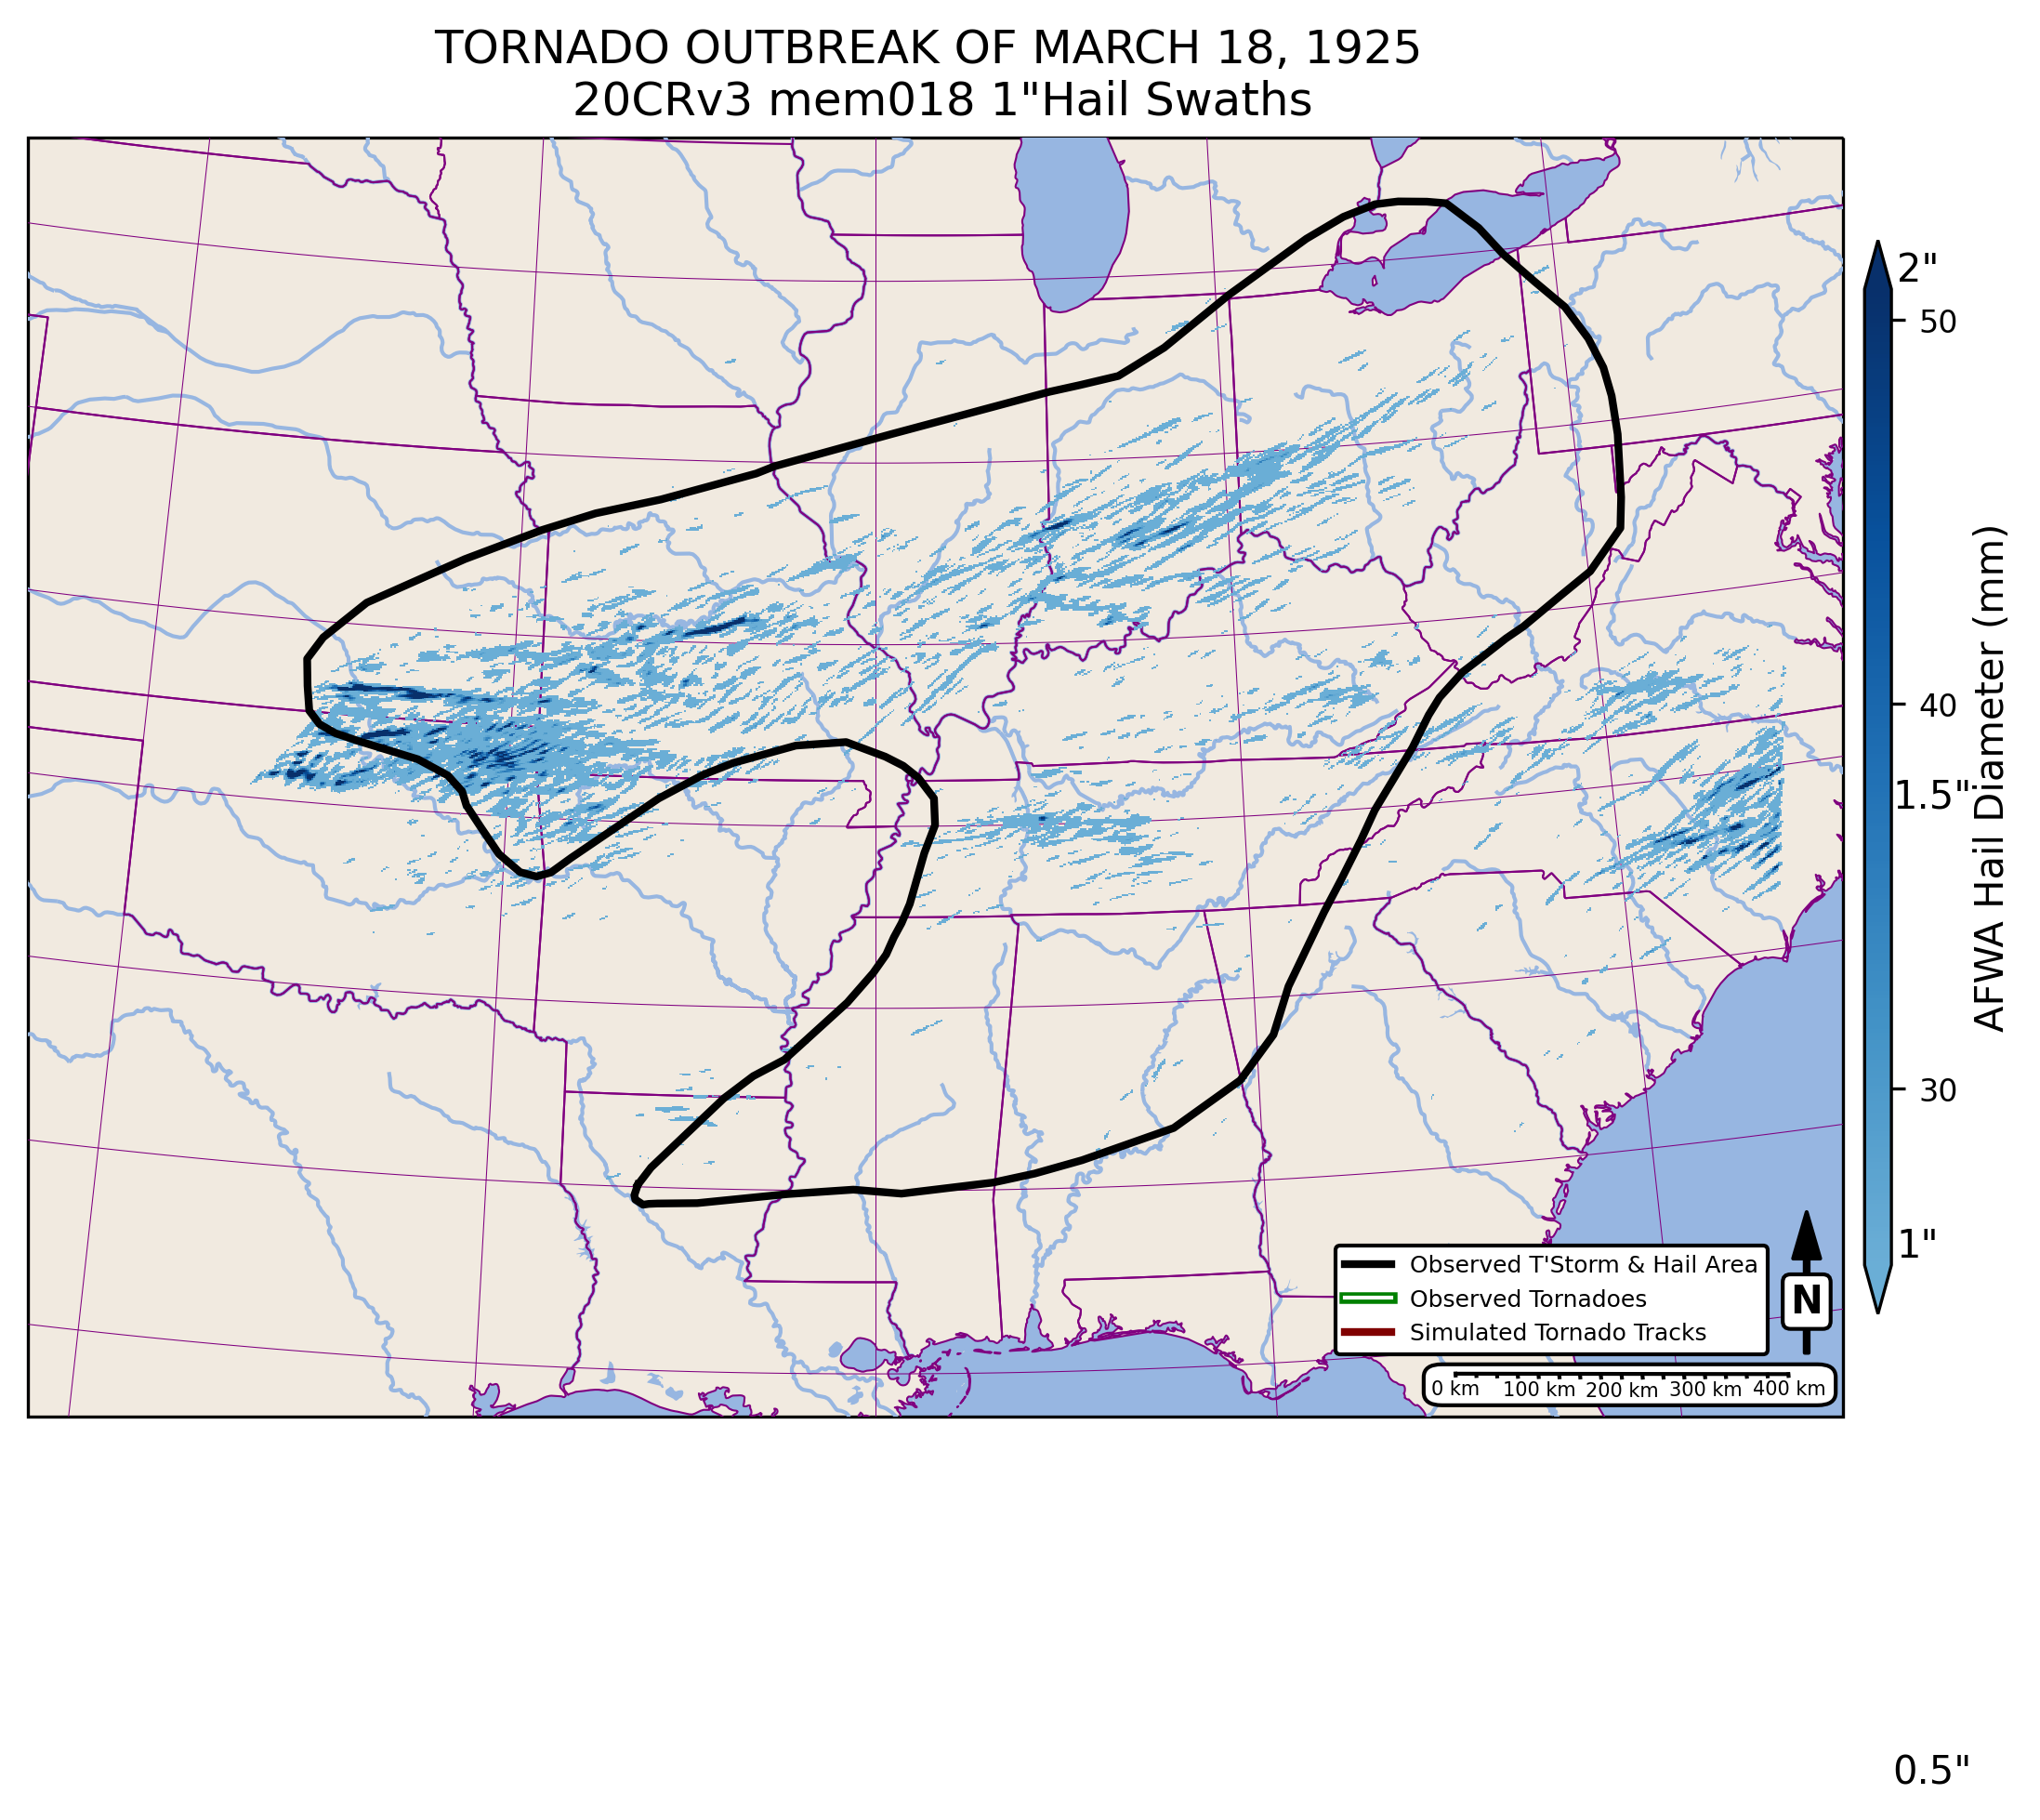 TORNADO OUTBREAK OF MARCH 18, 1925
20CRv3 mem018 1"Hail Swaths
2"
50
40
1.5"
30
1"
AFWA Hail Diameter (mm)
Observed T'Storm & Hail Area
Observed Tornadoes
Simulated Tornado Tracks
N
0 km 100 km 200 km 300 km 400 km
0.5"